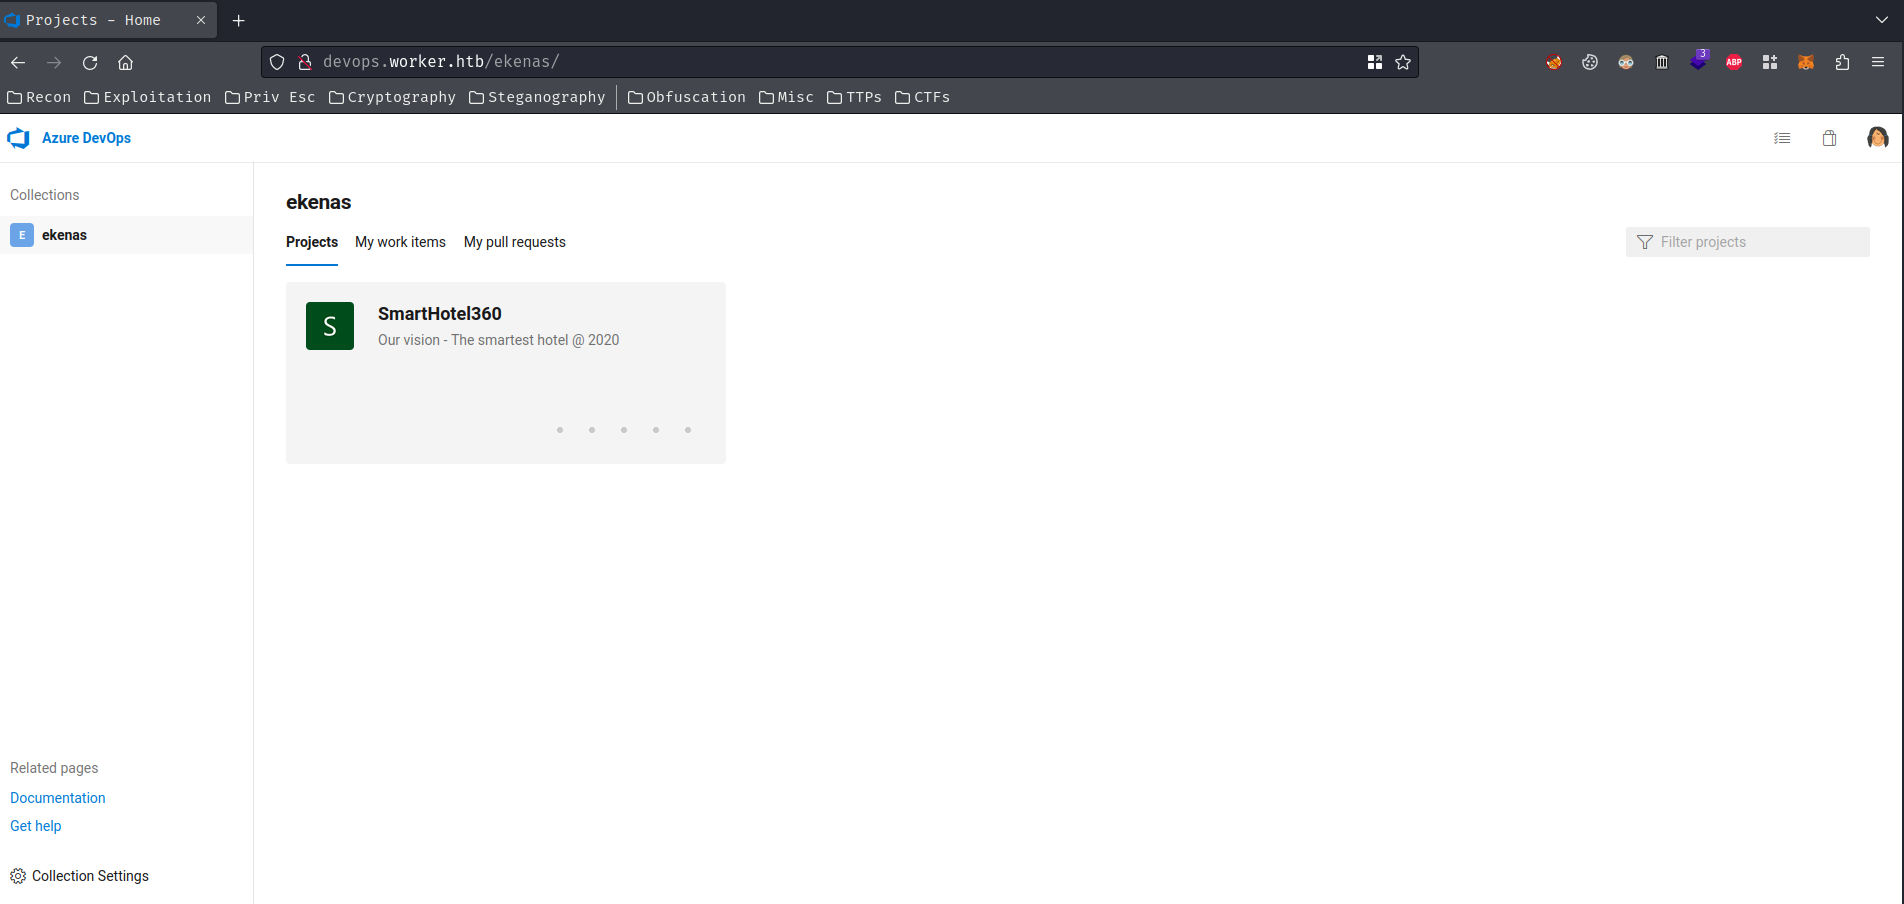 Projects - Home
devops.worker.htb/ekenas/
3
ABP
Recon Exploitation Priv Esc Cryptography Steganography Obfuscation Misc TTPs CTFs
Azure DevOps
Collections
E ekenas
ekenas
Projects My work items My pull requests
Filter projects
S
SmartHotel360
Our vision - The smartest hotel @ 2020
Related pages
Documentation
Get help
Collection Settings